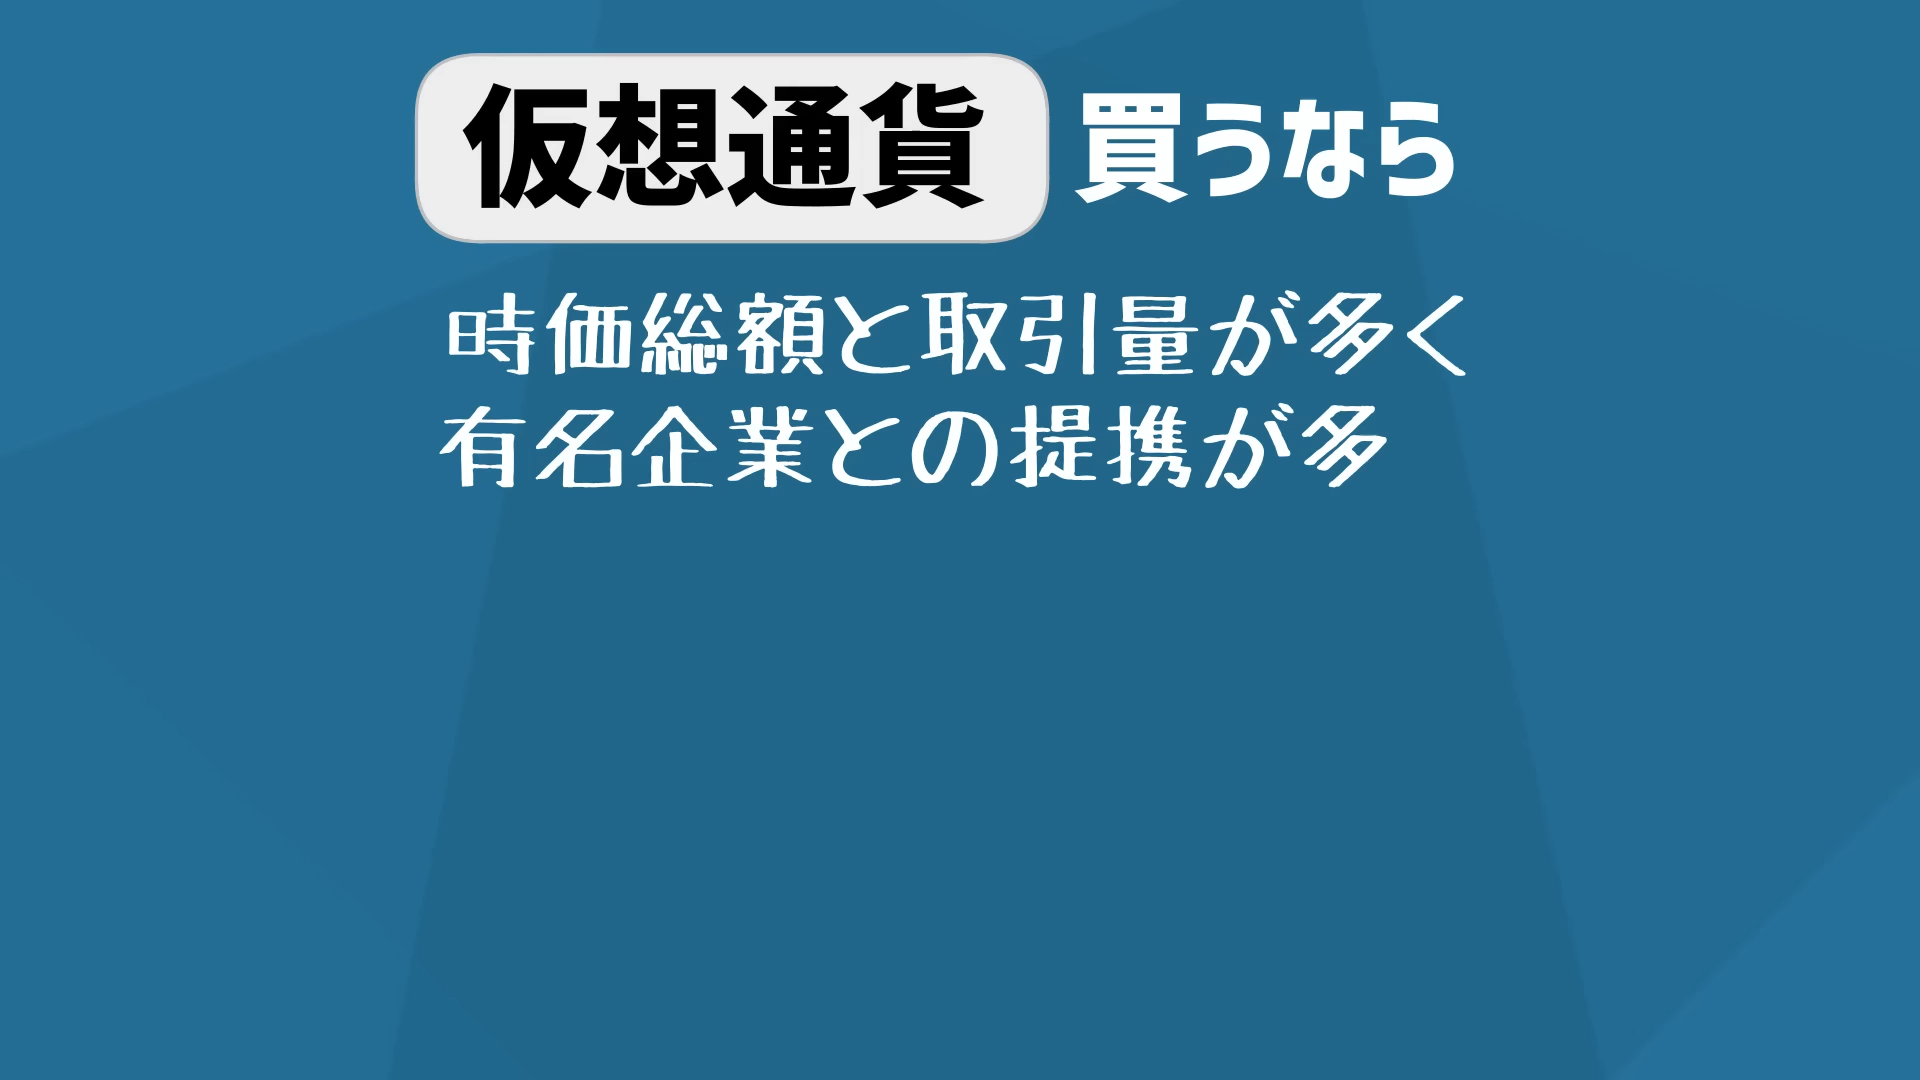 仮想通貨 買うなら
時価総額と取引量が多く
有名企業との提携が多